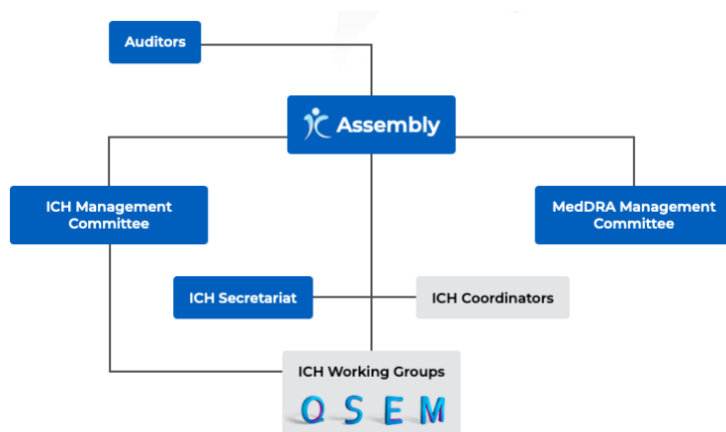 Auditors
Assembly
ICH Management
Committee
MedDRA Management
Committee
ICH Secretariat
ICH Coordinators
ICH Working Groups
Q S E M